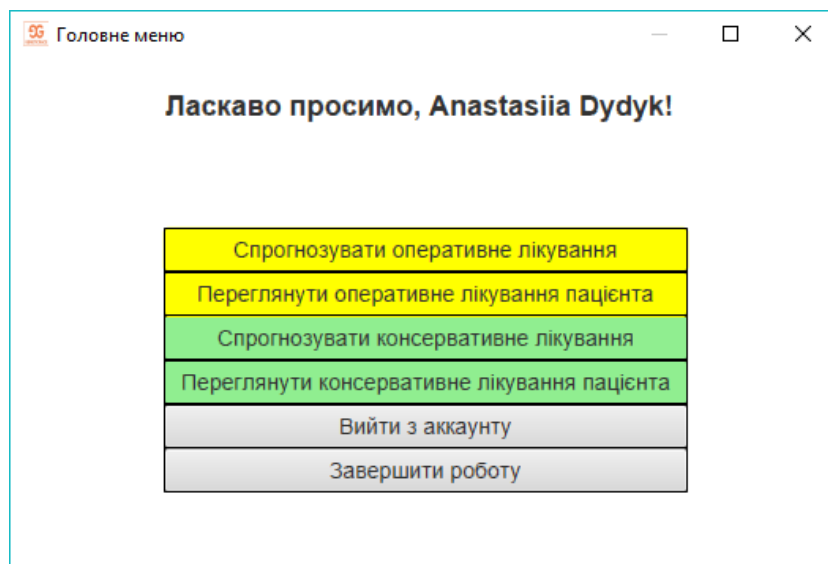 Головне меню
Ласкаво просимо, Anastasiia Dydyk!
Спрогнозувати оперативне лікування
Переглянути оперативне лікування пацієнта
Спрогнозувати консервативне лікування
Переглянути консервативне лікування пацієнта
Вийти з аккаунту
Завершити роботу